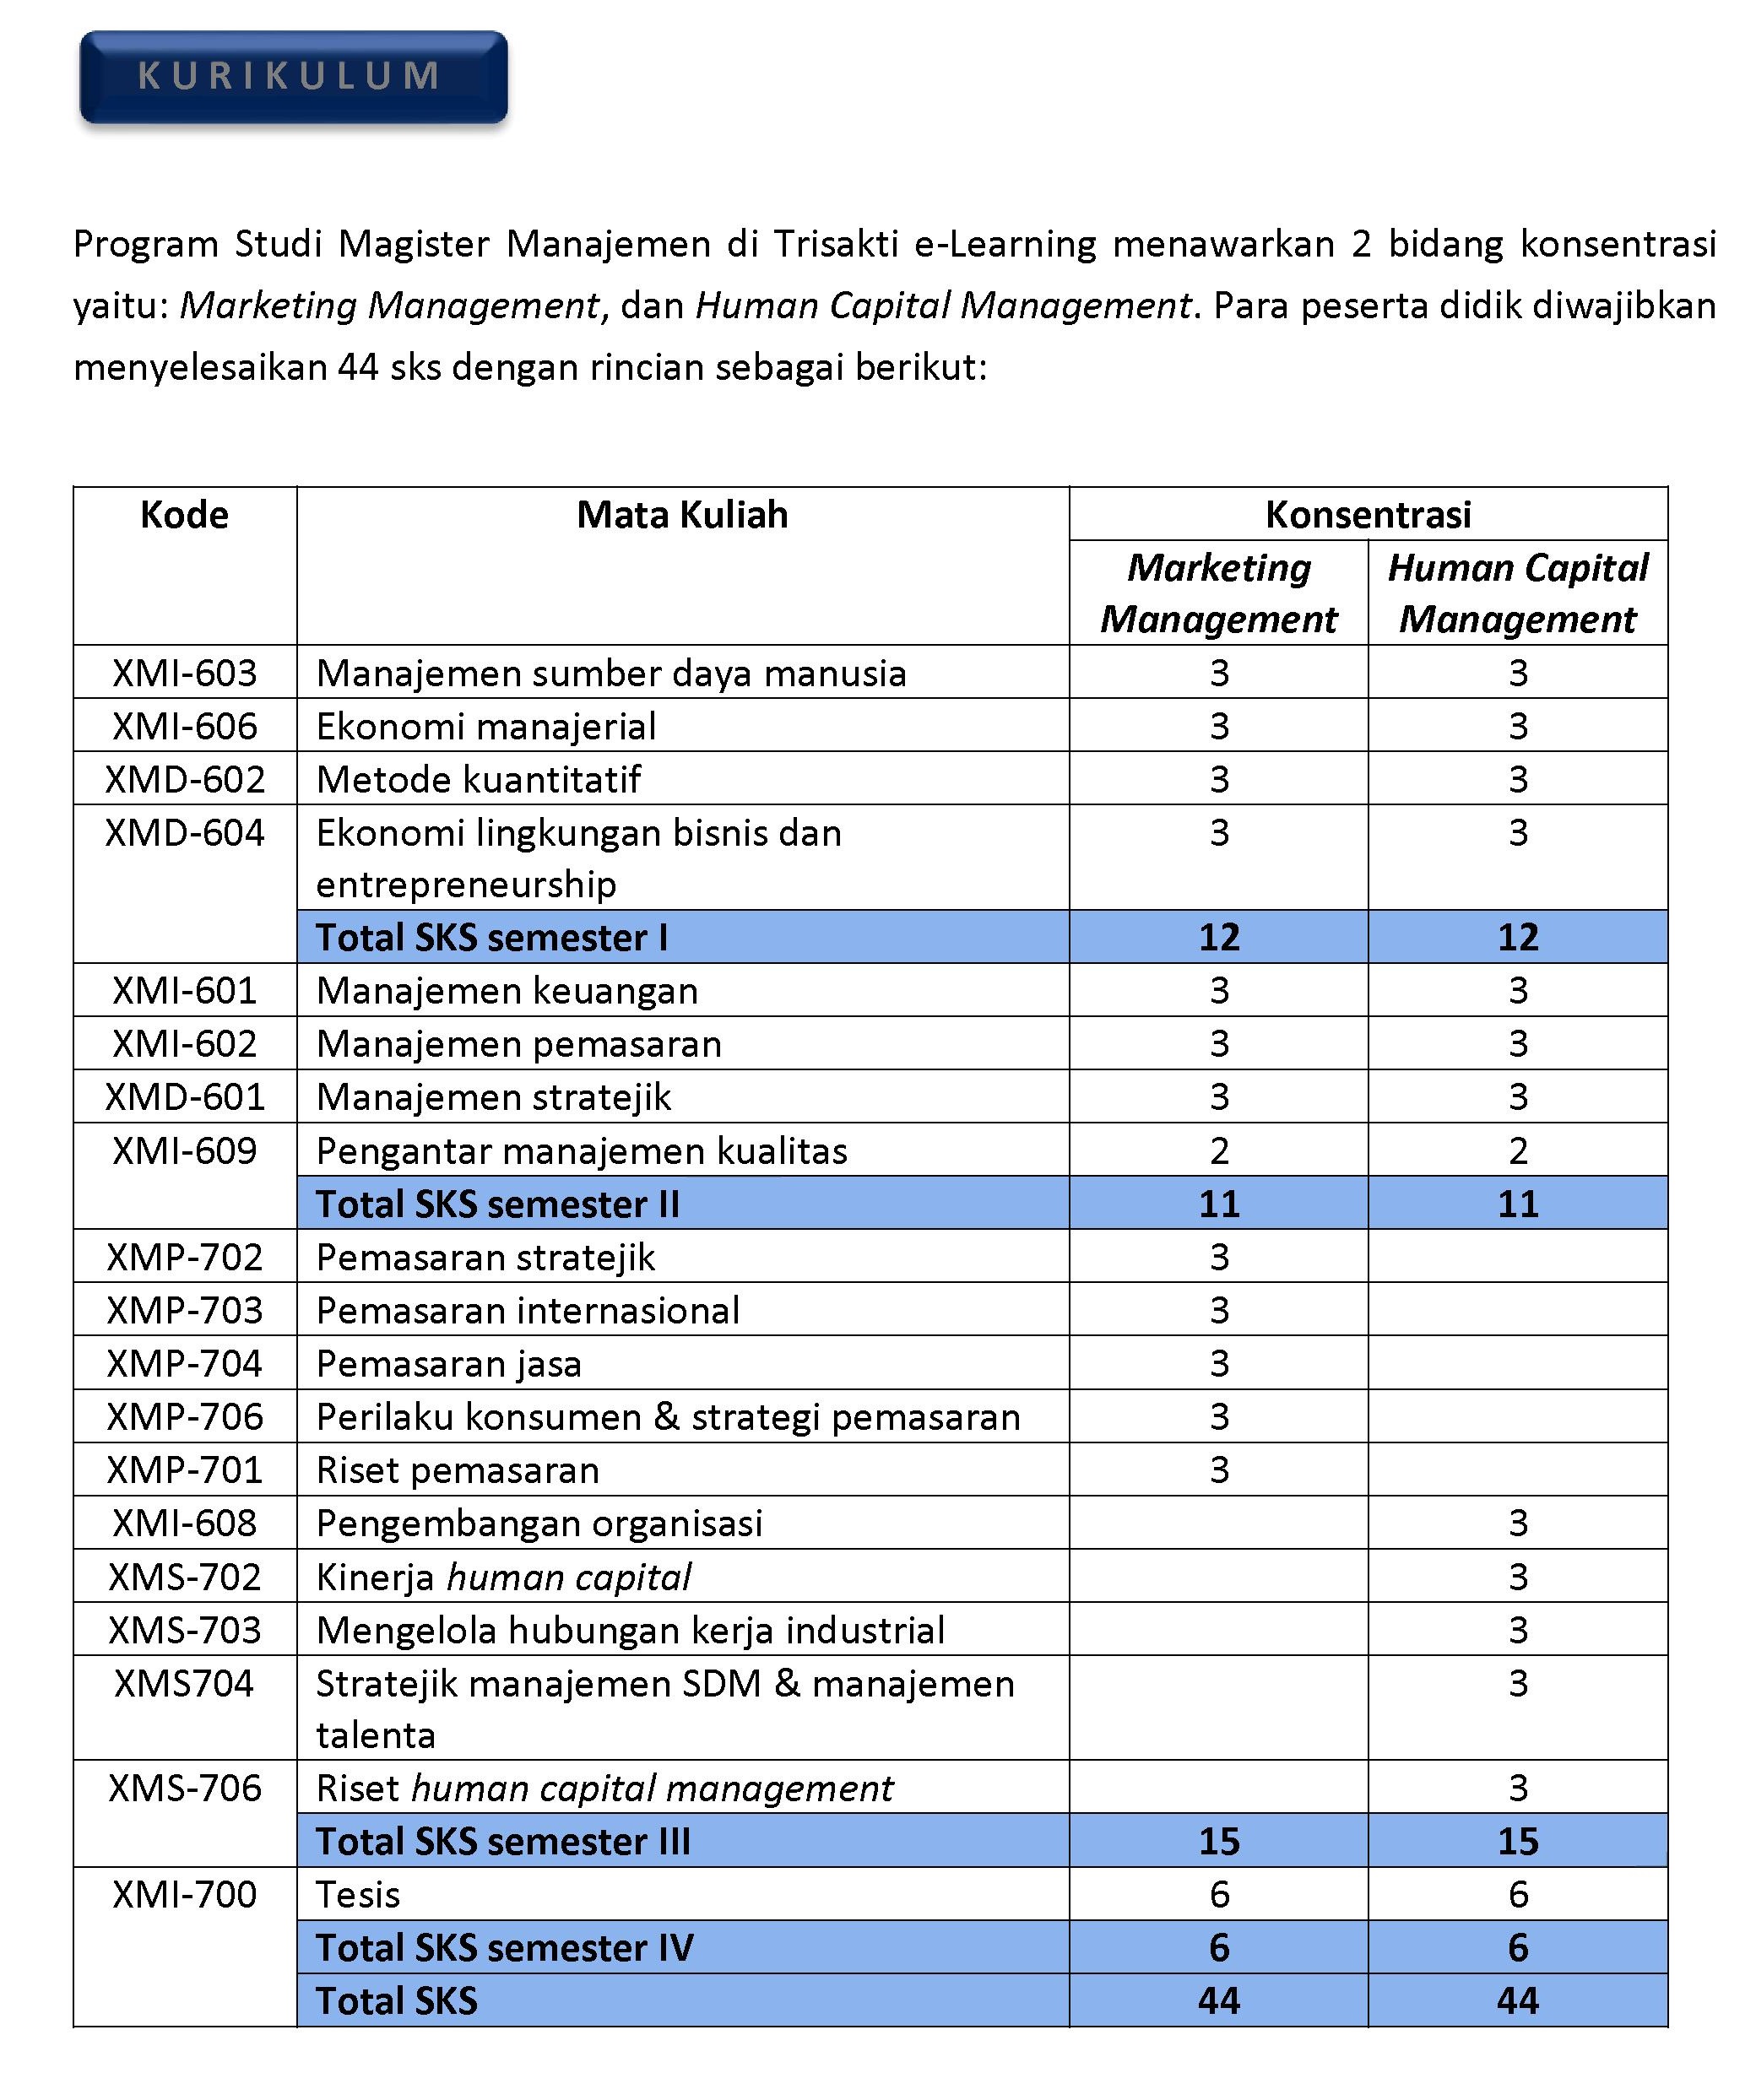 KURIKULUM
Program Studi Magister Manajemen di Trisakti e-Learning menawarkan 2 bidang konsentrasi
yaitu: Marketing Management, dan Human Capital Management. Para peserta didik diwajibkan
menyelesaikan 44 sks dengan rincian sebagai berikut:
Kode Mata Kuliah Konsentrasi
Marketing Management Human Capital Management
XMI-603 Manajemen sumber daya manusia 3 3
XMI-606 Ekonomi manajerial 3 3
XMD-602 Metode kuantitatif 3 3
XMD-604 Ekonomi lingkungan bisnis dan entrepreneurship 3 3
Total SKS semester I 12 12
XMI-601 Manajemen keuangan 3 3
XMI-602 Manajemen pemasaran 3 3
XMD-601 Manajemen stratejik 3 3
XMI-609 Pengantar manajemen kualitas 2 2
Total SKS semester II 11 11
XMP-702 Pemasaran stratejik 3
XMP-703 Pemasaran internasional 3
XMP-704 Pemasaran jasa 3
XMP-706 Perilaku konsumen & strategi pemasaran 3
XMP-701 Riset pemasaran 3
XMI-608 Pengembangan organisasi 3
XMS-702 Kinerja human capital 3
XMS-703 Mengelola hubungan kerja industrial 3
XMS704 Stratejik manajemen SDM & manajemen talenta 3
XMS-706 Riset human capital management 3
Total SKS semester III 15 15
XMI-700 Tesis 6 6
Total SKS semester IV 6 6
Total SKS 44 44